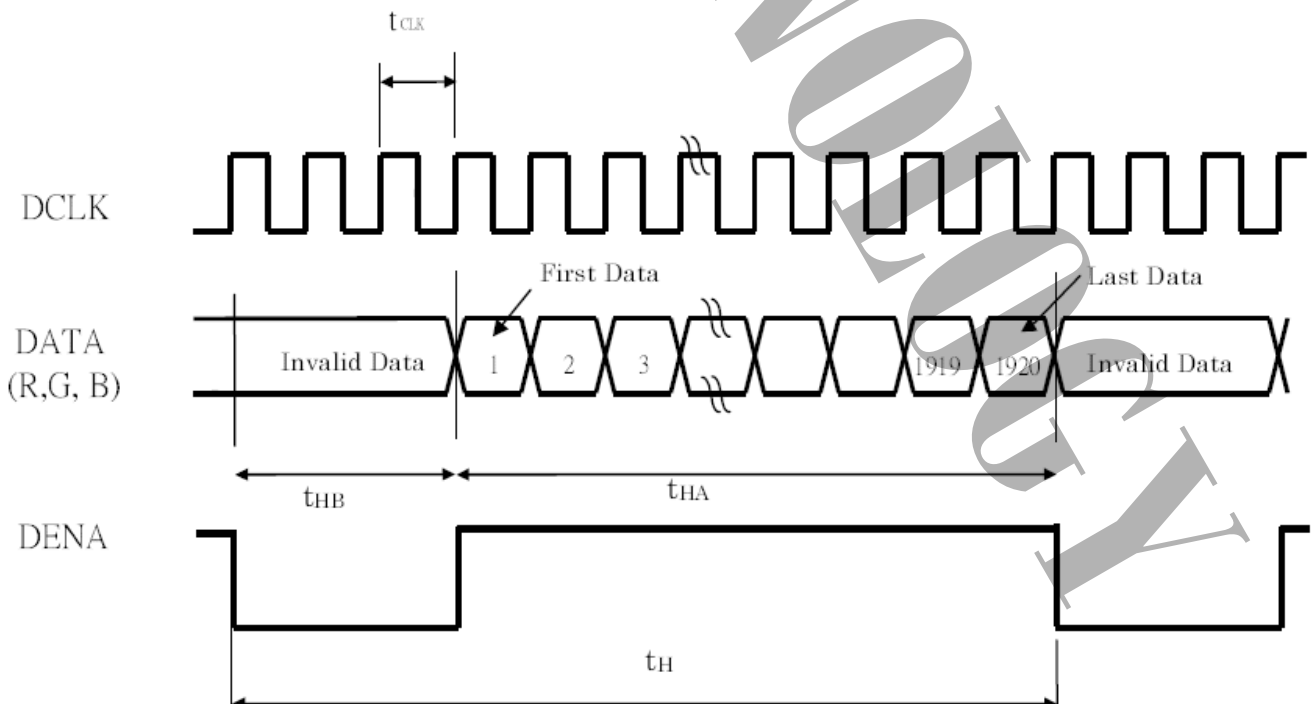 tCLK
DCLK
First Data
Last Data
DATA
(R,G, B)
Invalid Data
1
2
3
1919
1920
Invalid Data
tHB
tHA
DENA
tH
NOLOGY